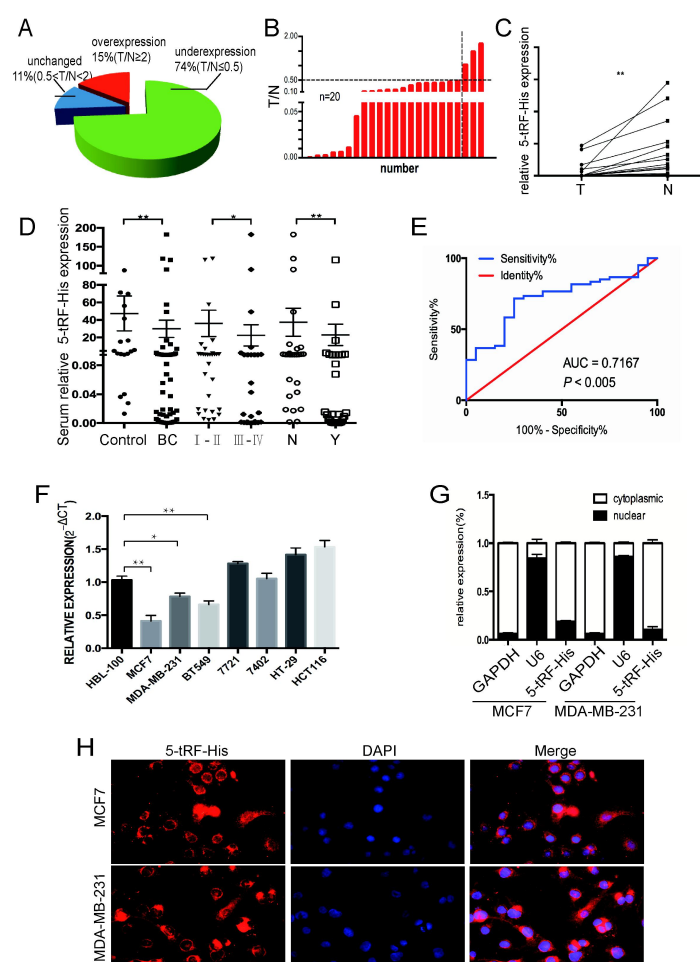 A
overexpression
15%(T/N≥2)
unchanged
11%(0.5<T/N<2)
underexpression
74%(T/N≤0.5)
B
T/N
2.00
0.50
0.10
0.05
0.00
n=20
number
C
relative 5-tRF-His expression
**
T
N
D
Serum relative 5-tRF-His expression
200
150
100
80
60
40
20
0.08
0.04
0.00
**
*
**
Control
BC
Ⅰ-Ⅱ
Ⅲ-Ⅳ
N
Y
E
Sensitivity%
100
50
0
Sensitivity%
Identity%
AUC = 0.7167
P < 0.005
0
50
100
100% - Specificity%
F
RELATIVE EXPRESSION(2-ΔCT)
2.0
1.5
1.0
0.5
0.0
**
*
**
HBL-100
MCF7
MDA-MB-231
BT549
7721
7402
HT-29
HCT116
G
relative expression(%)
1.5
1.0
0.5
0.0
cytoplasmic
nuclear
GAPDH
U6
5-tRF-His
GAPDH
U6
5-tRF-His
MCF7
MDA-MB-231
H
5-tRF-His
DAPI
Merge
MCF7
MDA-MB-231